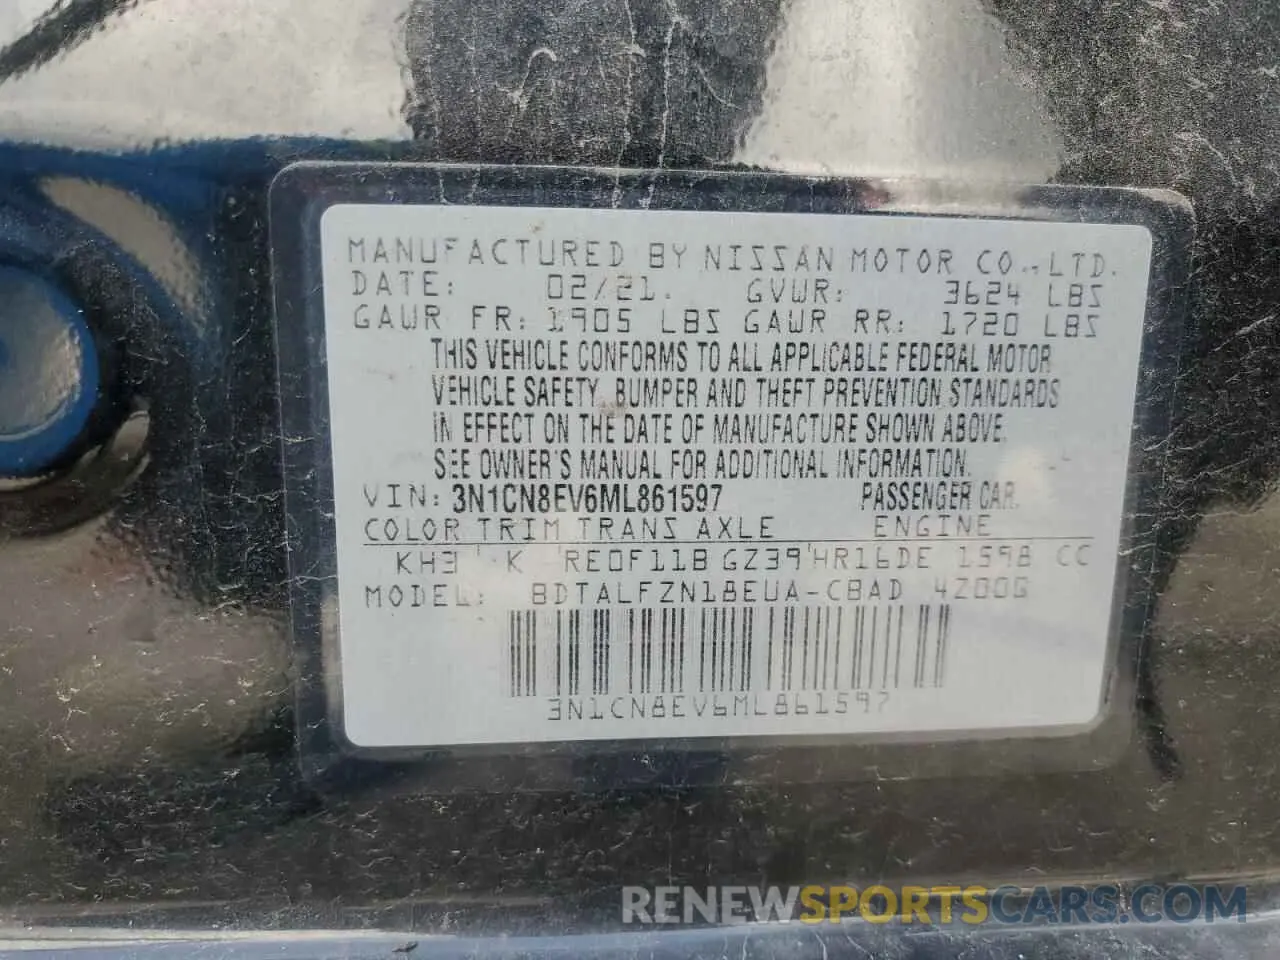 MANUFACTURED BY NISSAN MOTOR CO., LTD.
DATE: 02/21. GVWR: 3624 LBS
GAWR FR: 1905 LBS GAWR RR: 1720 LBS
THIS VEHICLE CONFORMS TO ALL APPLICABLE FEDERAL MOTOR
VEHICLE SAFETY, BUMPER AND THEFT PREVENTION STANDARDS
IN EFFECT ON THE DATE OF MANUFACTURE SHOWN ABOVE.
SEE OWNER'S MANUAL FOR ADDITIONAL INFORMATION.
VIN: 3N1CN8EV6ML861597 PASSENGER CAR.
COLOR TRIM TRANS AXLE ENGINE
KH3 K RE0F11B GZ39 HR16DE 1598 CC
MODEL: BDTALFZN18EUA-CBAD 4Z00G
3N1CN8EV6ML861597
RENEWSPORTSCARS.COM